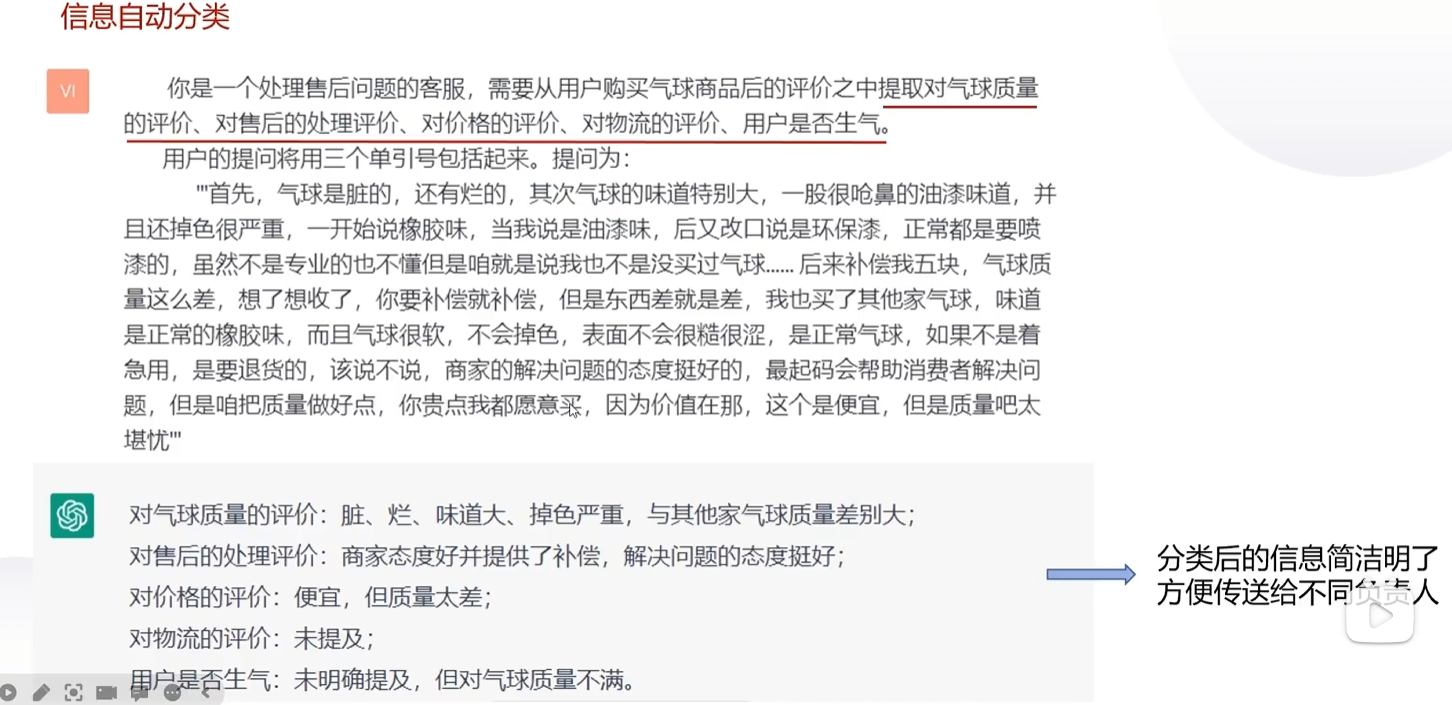 信息自动分类
VI
你是一个处理售后问题的客服，需要从用户购买气球商品后的评价之中提取对气球质量
的评价、对售后的处理评价、对价格的评价、对物流的评价、用户是否生气。
用户的提问将用三个单引号包括起来。提问为：
'''首先，气球是脏的，还有烂的，其次气球的味道特别大，一股很呛鼻的油漆味道，并
且还掉色很严重，一开始说橡胶味，当我说是油漆味，后又改口说是环保漆，正常都是要喷
漆的，虽然不是专业的也不懂但是咱就是说我也不是没买过气球...... 后来补偿我五块，气球质
量这么差，想了想收了，你要补偿就补偿，但是东西差就是差，我也买了其他家气球，味道
是正常的橡胶味，而且气球很软，不会掉色，表面不会很糙很涩，是正常气球，如果不是着
急用，是要退货的，该说不说，商家的解决问题的态度挺好的，最起码会帮助消费者解决问
题，但是咱把质量做好点，你贵点我都愿意买，因为价值在那，这个是便宜，但是质量吧太
堪忧'''
对气球质量的评价：脏、烂、味道大、掉色严重，与其他家气球质量差别大；
对售后的处理评价：商家态度好并提供了补偿，解决问题的态度挺好；
对价格的评价：便宜，但质量太差；
对物流的评价：未提及；
用户是否生气：未明确提及，但对气球质量不满。
分类后的信息简洁明了
方便传送给不同负责人